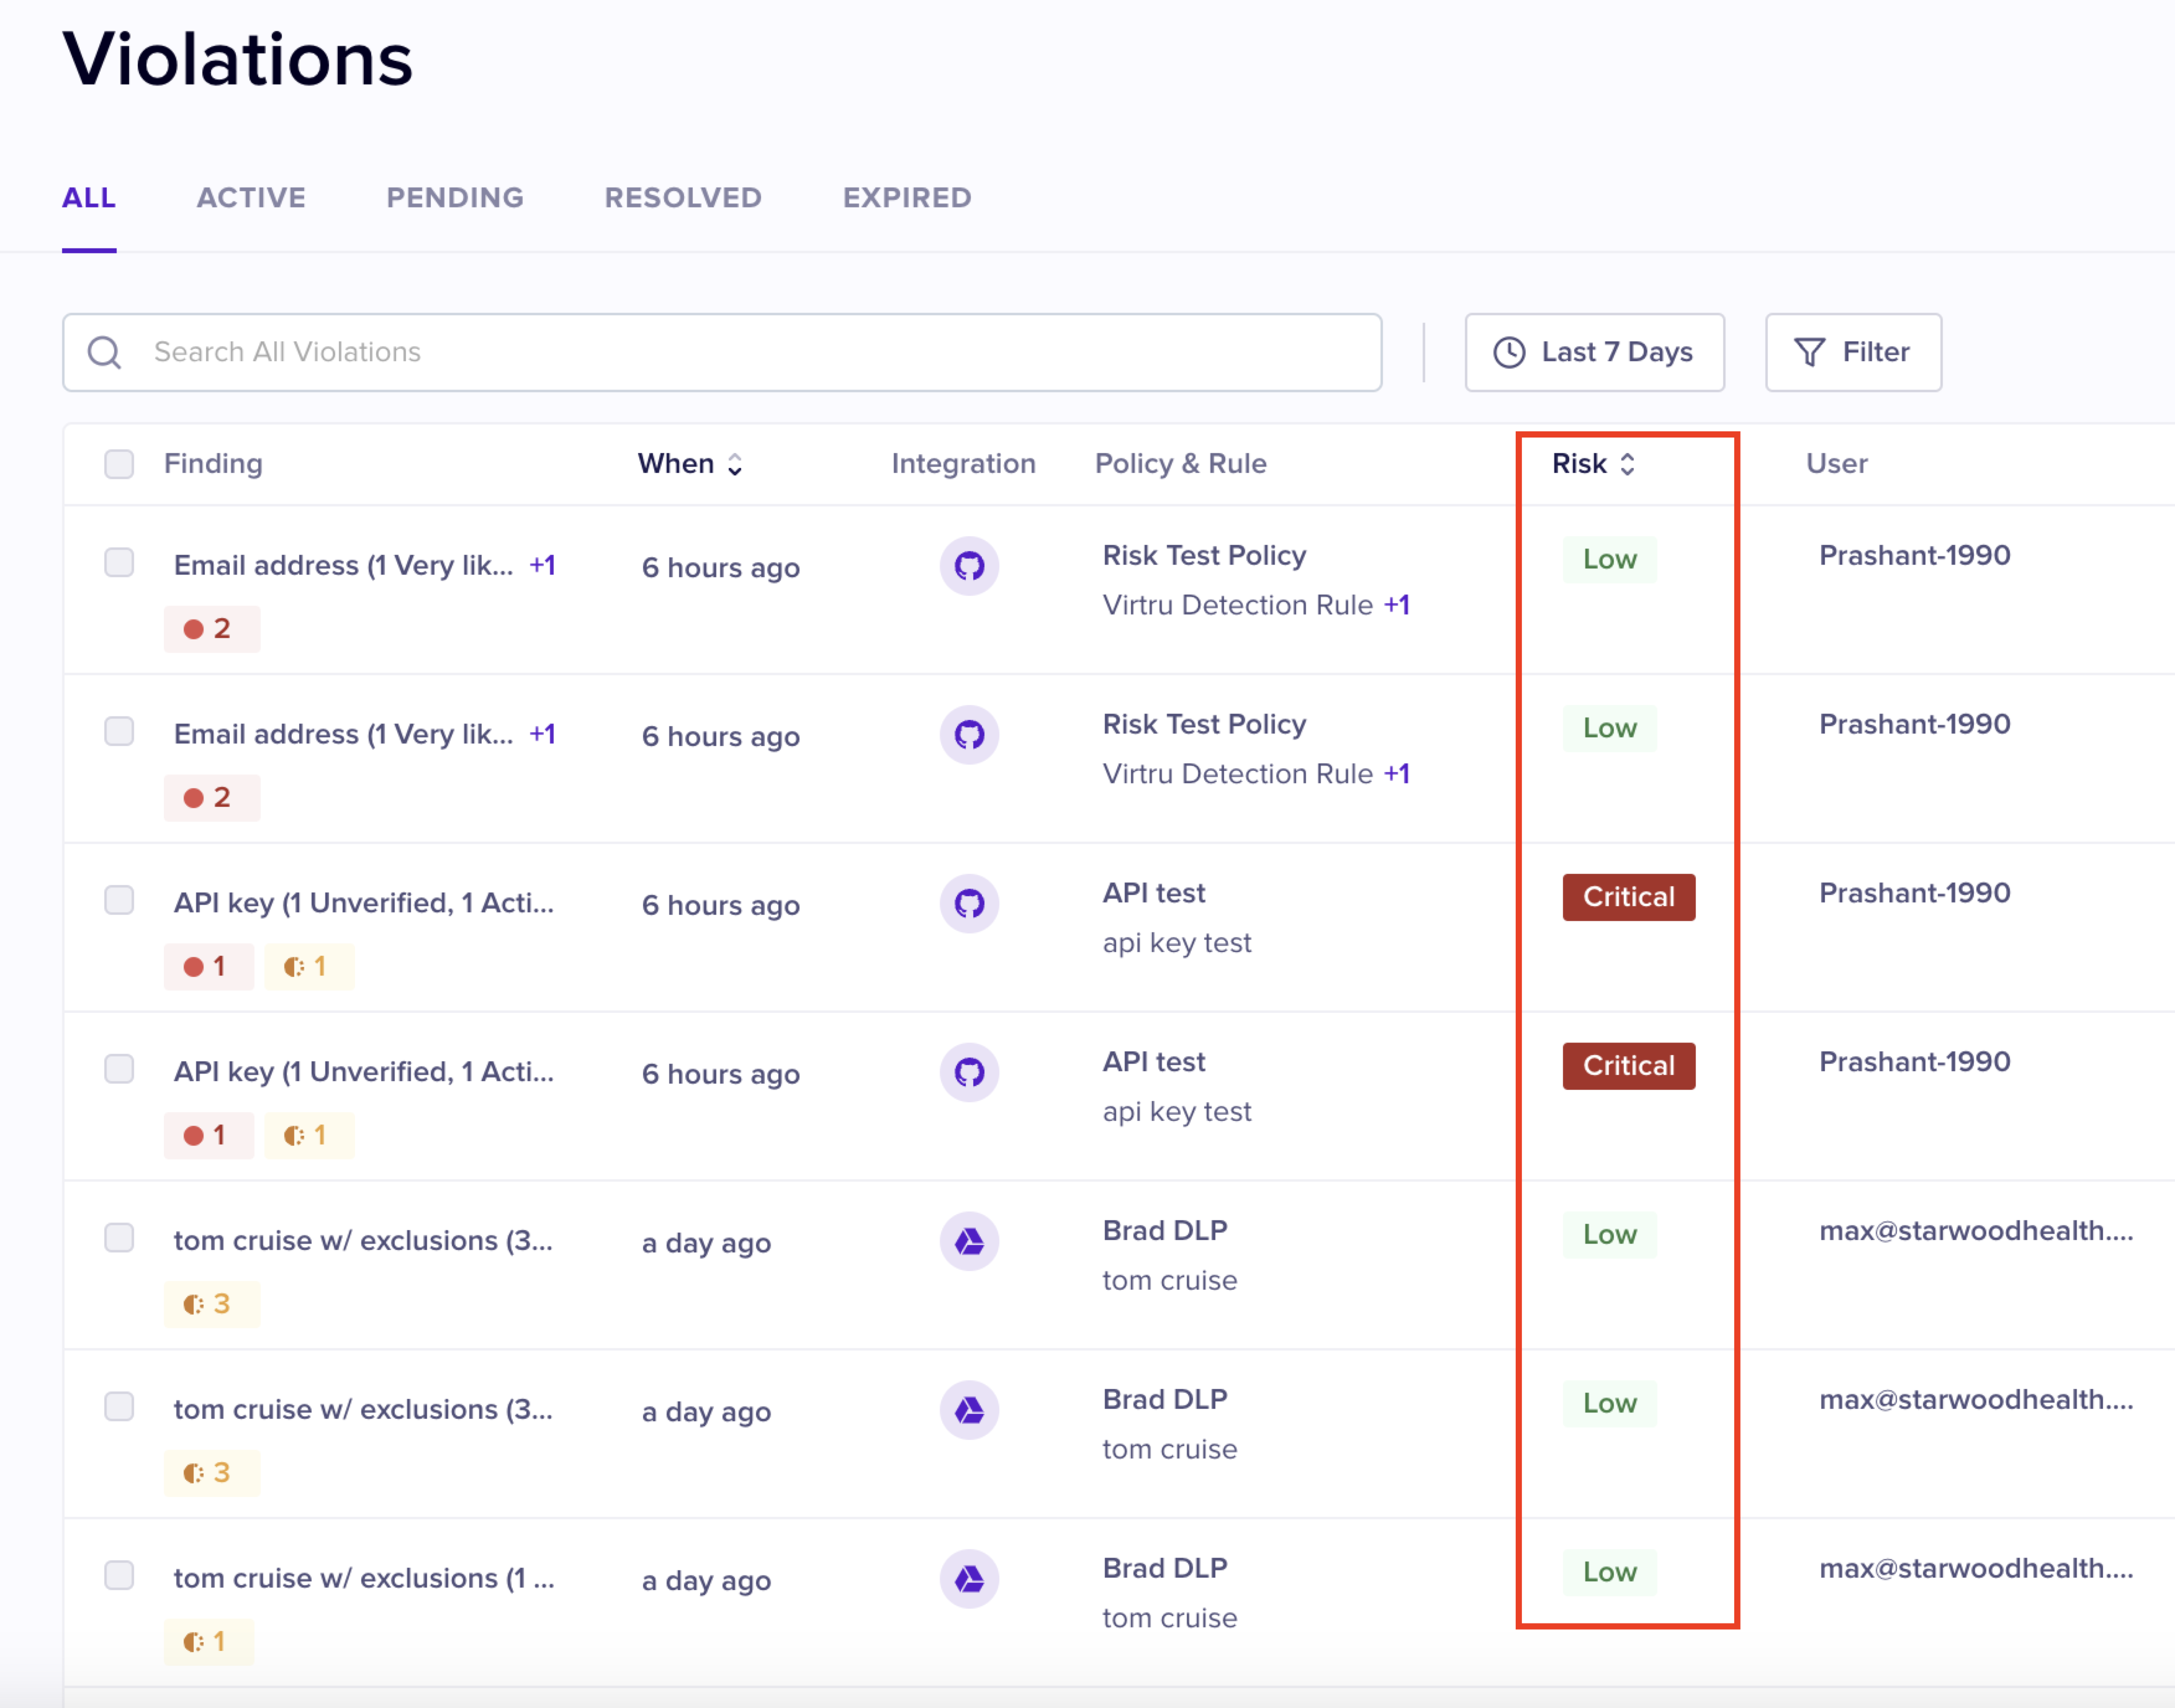 Violations
ALL ACTIVE PENDING RESOLVED EXPIRED
Search All Violations Last 7 Days Filter
Finding When Integration Policy & Rule Risk User
Email address (1 Very lik... +1 6 hours ago Risk Test Policy Low Prashant-1990
Virtru Detection Rule +1
2
Email address (1 Very lik... +1 6 hours ago Risk Test Policy Low Prashant-1990
Virtru Detection Rule +1
2
API key (1 Unverified, 1 Acti... 6 hours ago API test Critical Prashant-1990
api key test
1 1
API key (1 Unverified, 1 Acti... 6 hours ago API test Critical Prashant-1990
api key test
1 1
tom cruise w/ exclusions (3... a day ago Brad DLP Low max@starwoodhealth....
tom cruise
3
tom cruise w/ exclusions (3... a day ago Brad DLP Low max@starwoodhealth....
tom cruise
3
tom cruise w/ exclusions (1 ... a day ago Brad DLP Low max@starwoodhealth....
tom cruise
1